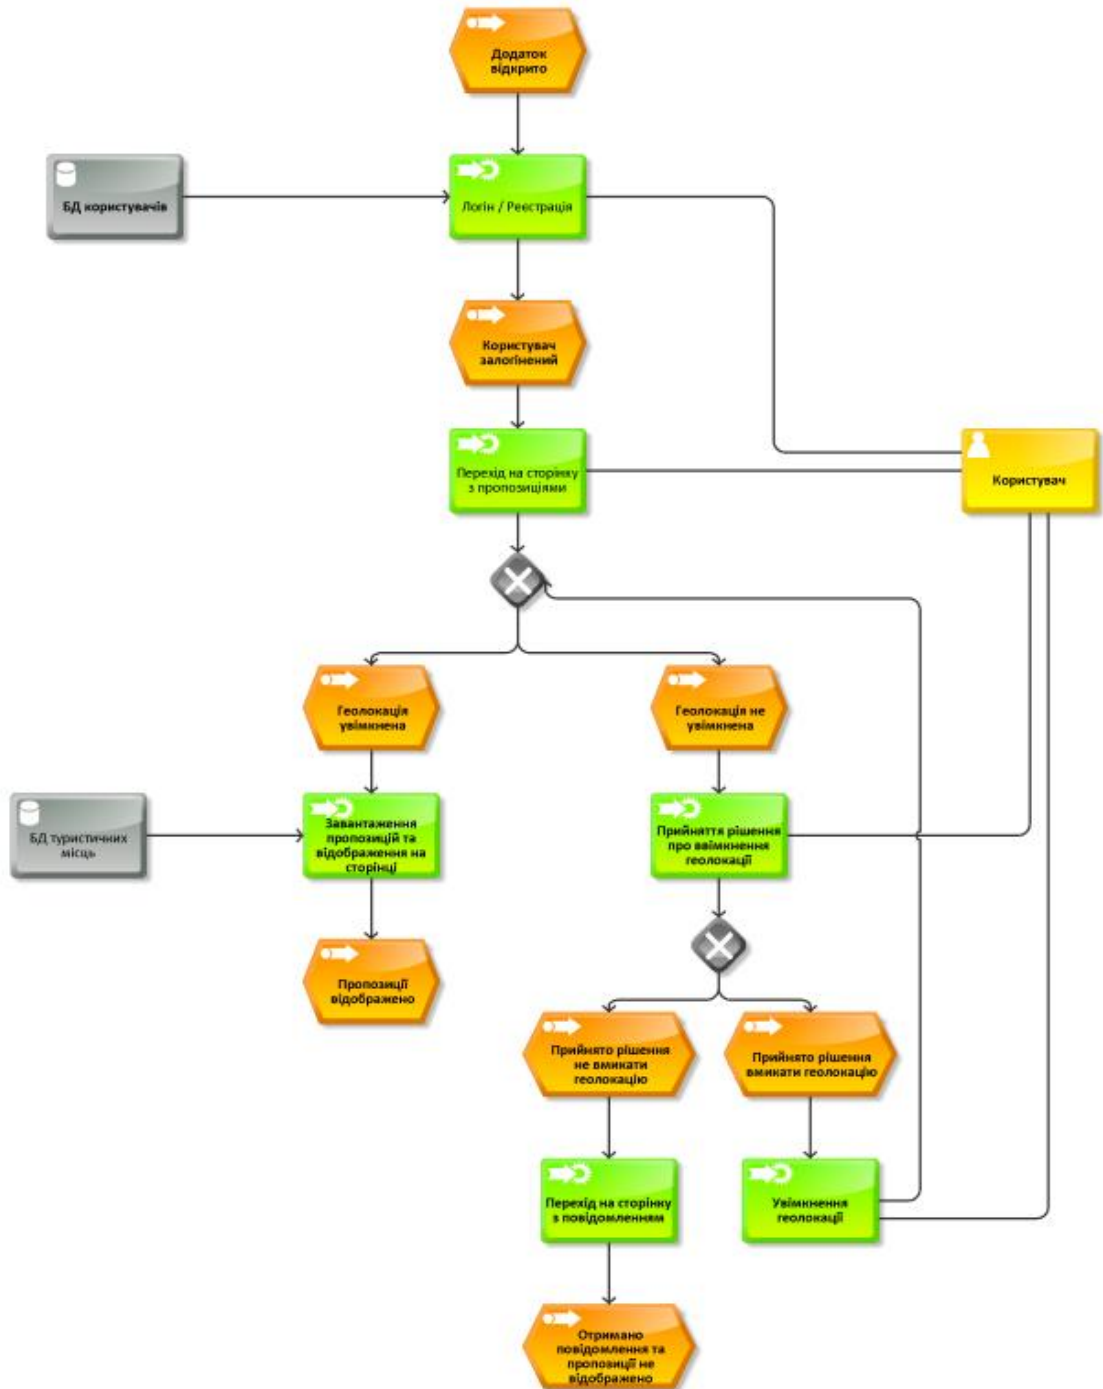 Додаток
відкрито
БД користувачів
Логін / Реєстрація
Користувач
залогінений
Перехід на сторінку
з пропозиціями
Користувач
Геолокація
увімкнена
Геолокація не
увімкнена
БД туристичних
місць
Завантаження
пропозицій та
відображення на
сторінці
Прийняття рішення
про ввімкнення
геолокації
Пропозиції
відображено
Прийнято рішення
не вмикати
геолокацію
Прийнято рішення
вмикати геолокацію
Перехід на сторінку
з повідомленням
Увімкнення
геолокації
Отримано
повідомлення та
пропозиції не
відображено